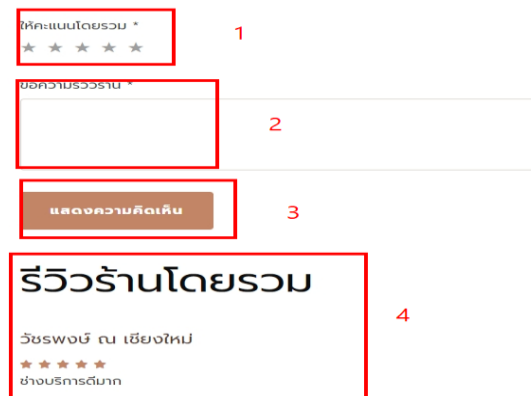 ให้คะแนนโดยรวม *
1
ข้อความรีวิวร้าน *
2
แสดงความคิดเห็น
3
รีวิวร้านโดยรวม
4
วัชรพงษ์ ณ เชียงใหม่
ช่างบริการดีมาก